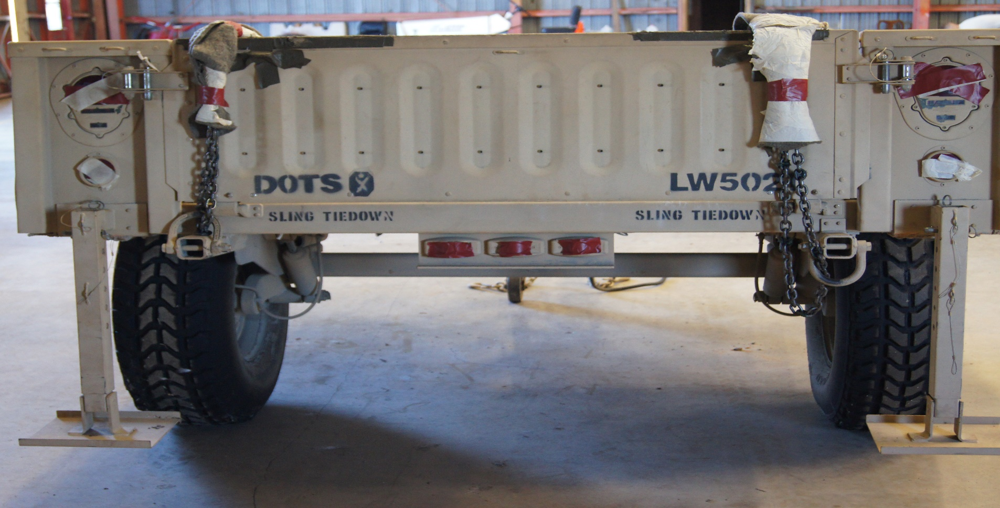 DOTS X
LW502
SLING TIEDOWN
SLING TIEDOWN